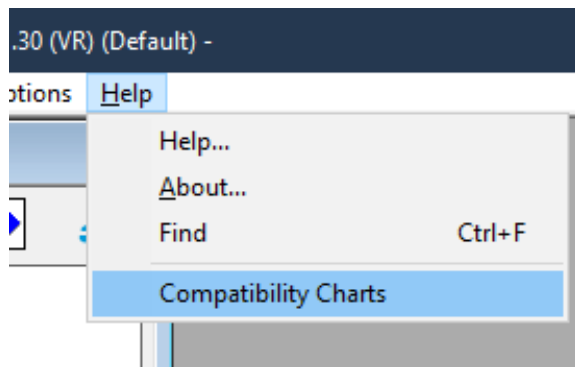 .30 (VR) (Default) -
ptions Help
Help...
About...
Find Ctrl+F
Compatibility Charts